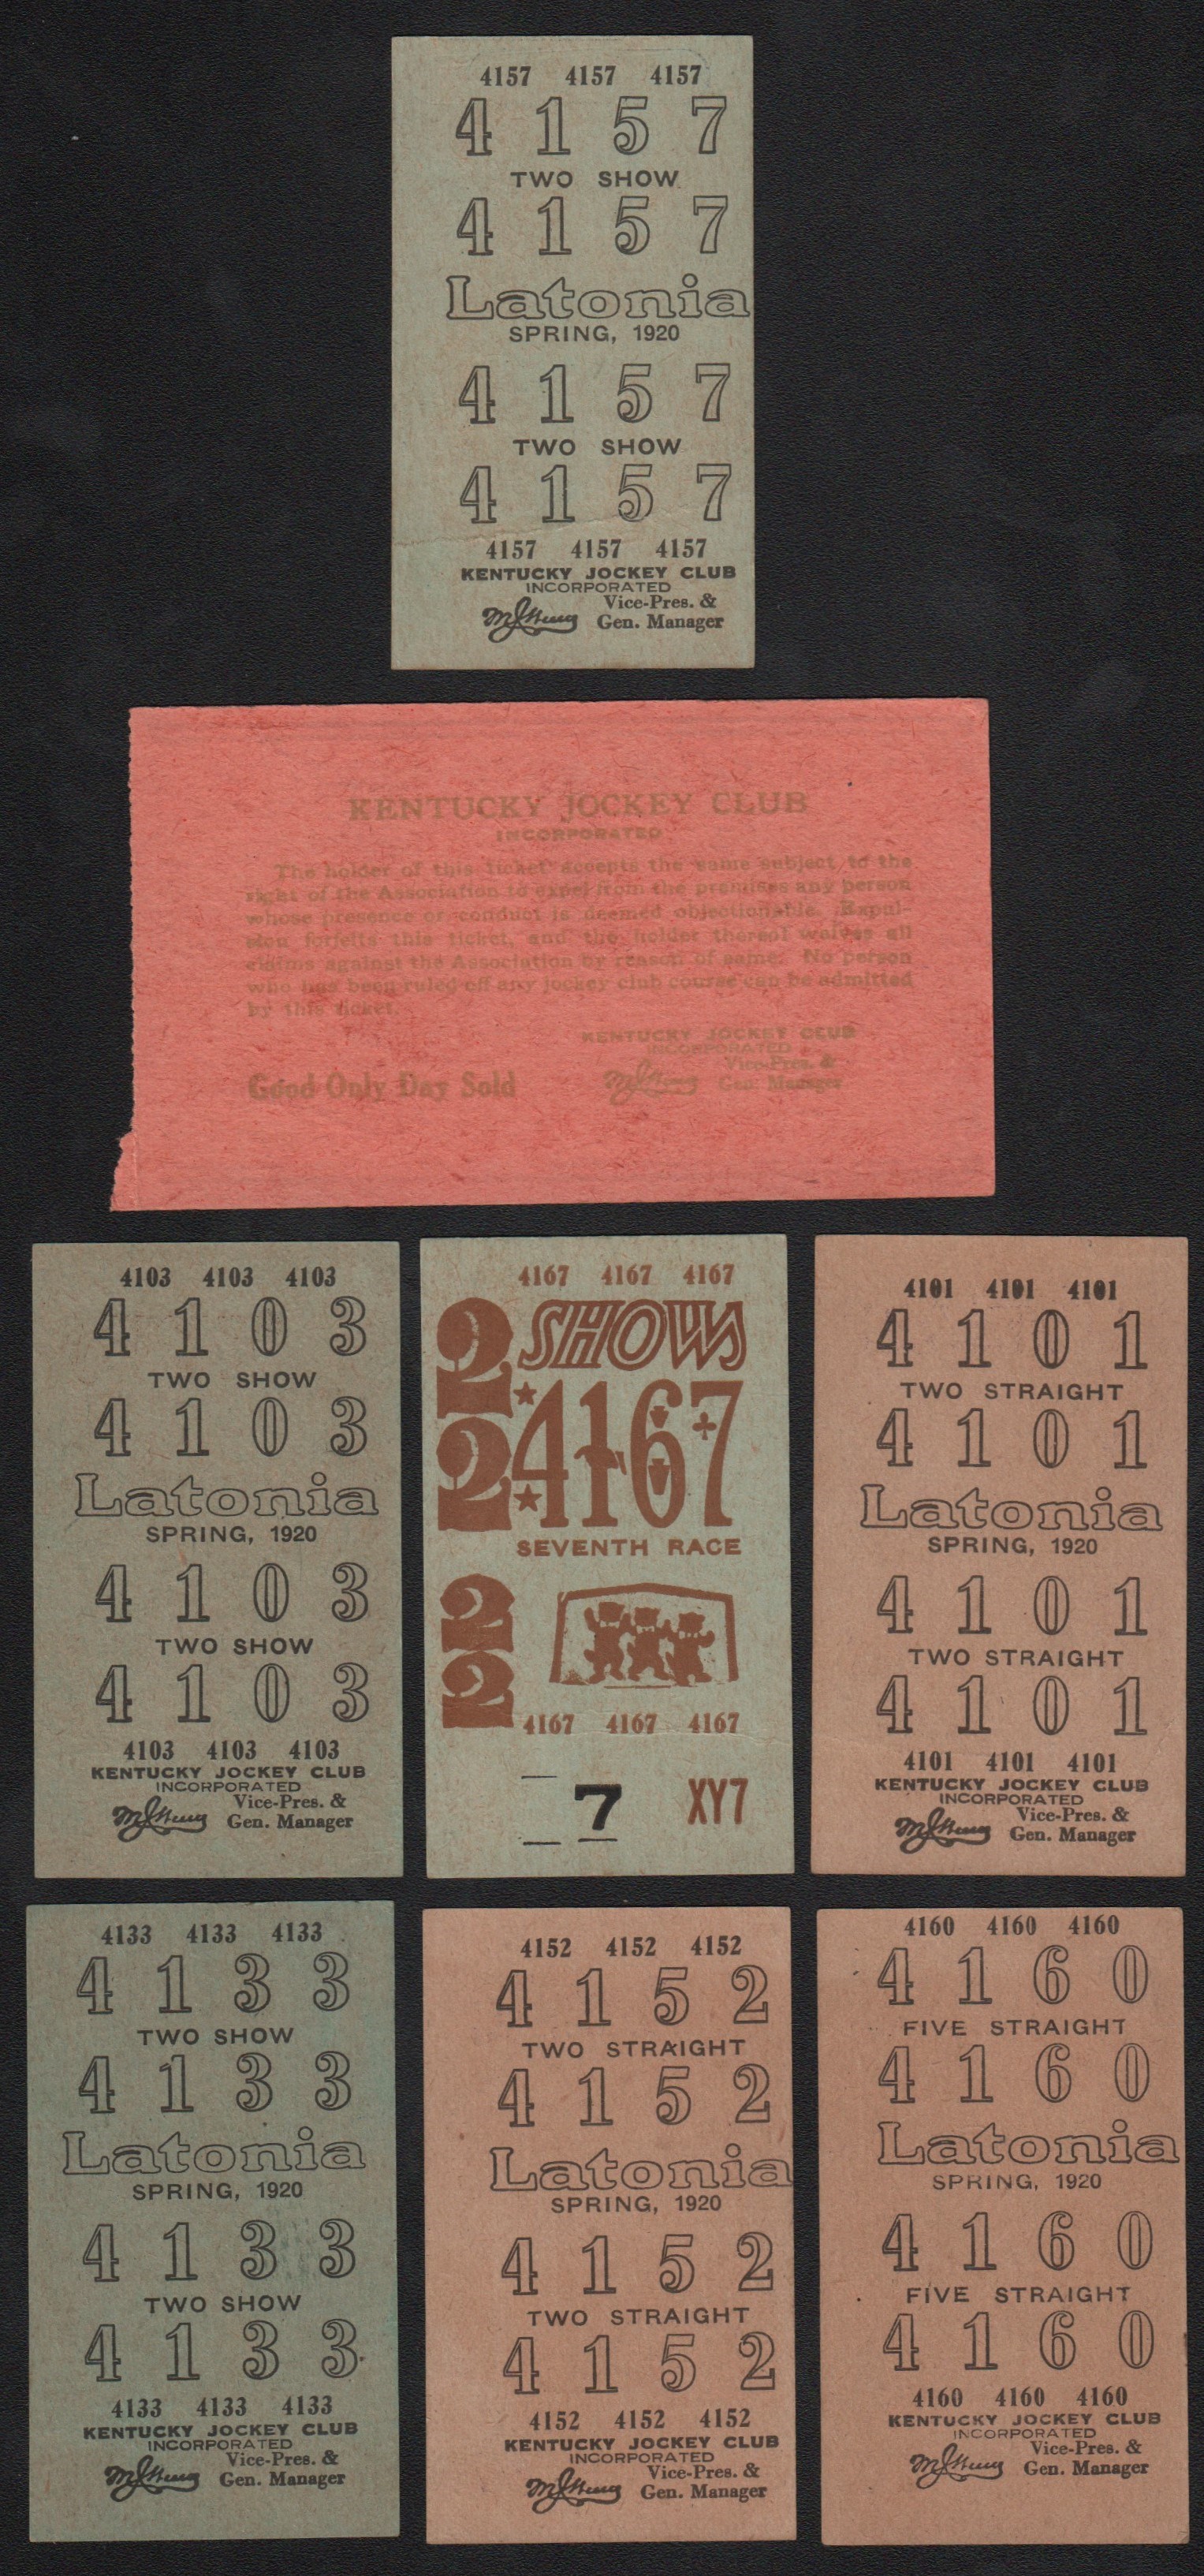 4157 4157 4157
4 1 5 7
TWO SHOW
4 1 5 7
Latonia
SPRING, 1920
4 1 5 7
TWO SHOW
4 1 5 7
4157 4157 4157
KENTUCKY JOCKEY CLUB
INCORPORATED
Vice-Pres. &
Gen. Manager
KENTUCKY JOCKEY CLUB
INCORPORATED
The holder of this ticket accepts the same subject to the
right of the Association to expel from the premises any person
whose presence or conduct is deemed objectionable. Expul-
sion forfeits this ticket, and the holder thereof waives all
claims against the Association by reason of same. No person
who has been ruled off any jockey club course can be admitted
by this ticket.
KENTUCKY JOCKEY CLUB
INCORPORATED
Vice-Pres. &
Good Only Day Sold
Gen. Manager
4103 4103 4103
4 1 0 3
TWO SHOW
4 1 0 3
Latonia
SPRING, 1920
4 1 0 3
TWO SHOW
4 1 0 3
4103 4103 4103
KENTUCKY JOCKEY CLUB
INCORPORATED
Vice-Pres. &
Gen. Manager
4167 4167 4167
2 SHOWS
2 4167
SEVENTH RACE
2
2
4167 4167 4167
7 XY7
4101 4101 4101
4 1 0 1
TWO STRAIGHT
4 1 0 1
Latonia
SPRING, 1920
4 1 0 1
TWO STRAIGHT
4 1 0 1
4101 4101 4101
KENTUCKY JOCKEY CLUB
INCORPORATED
Vice-Pres. &
Gen. Manager
4133 4133 4133
4 1 3 3
TWO SHOW
4 1 3 3
Latonia
SPRING, 1920
4 1 3 3
TWO SHOW
4 1 3 3
4133 4133 4133
KENTUCKY JOCKEY CLUB
INCORPORATED
Vice-Pres. &
Gen. Manager
4152 4152 4152
4 1 5 2
TWO STRAIGHT
4 1 5 2
Latonia
SPRING, 1920
4 1 5 2
TWO STRAIGHT
4 1 5 2
4152 4152 4152
KENTUCKY JOCKEY CLUB
INCORPORATED
Vice-Pres. &
Gen. Manager
4160 4160 4160
4 1 6 0
FIVE STRAIGHT
4 1 6 0
Latonia
SPRING, 1920
4 1 6 0
FIVE STRAIGHT
4 1 6 0
4160 4160 4160
KENTUCKY JOCKEY CLUB
INCORPORATED
Vice-Pres. &
Gen. Manager